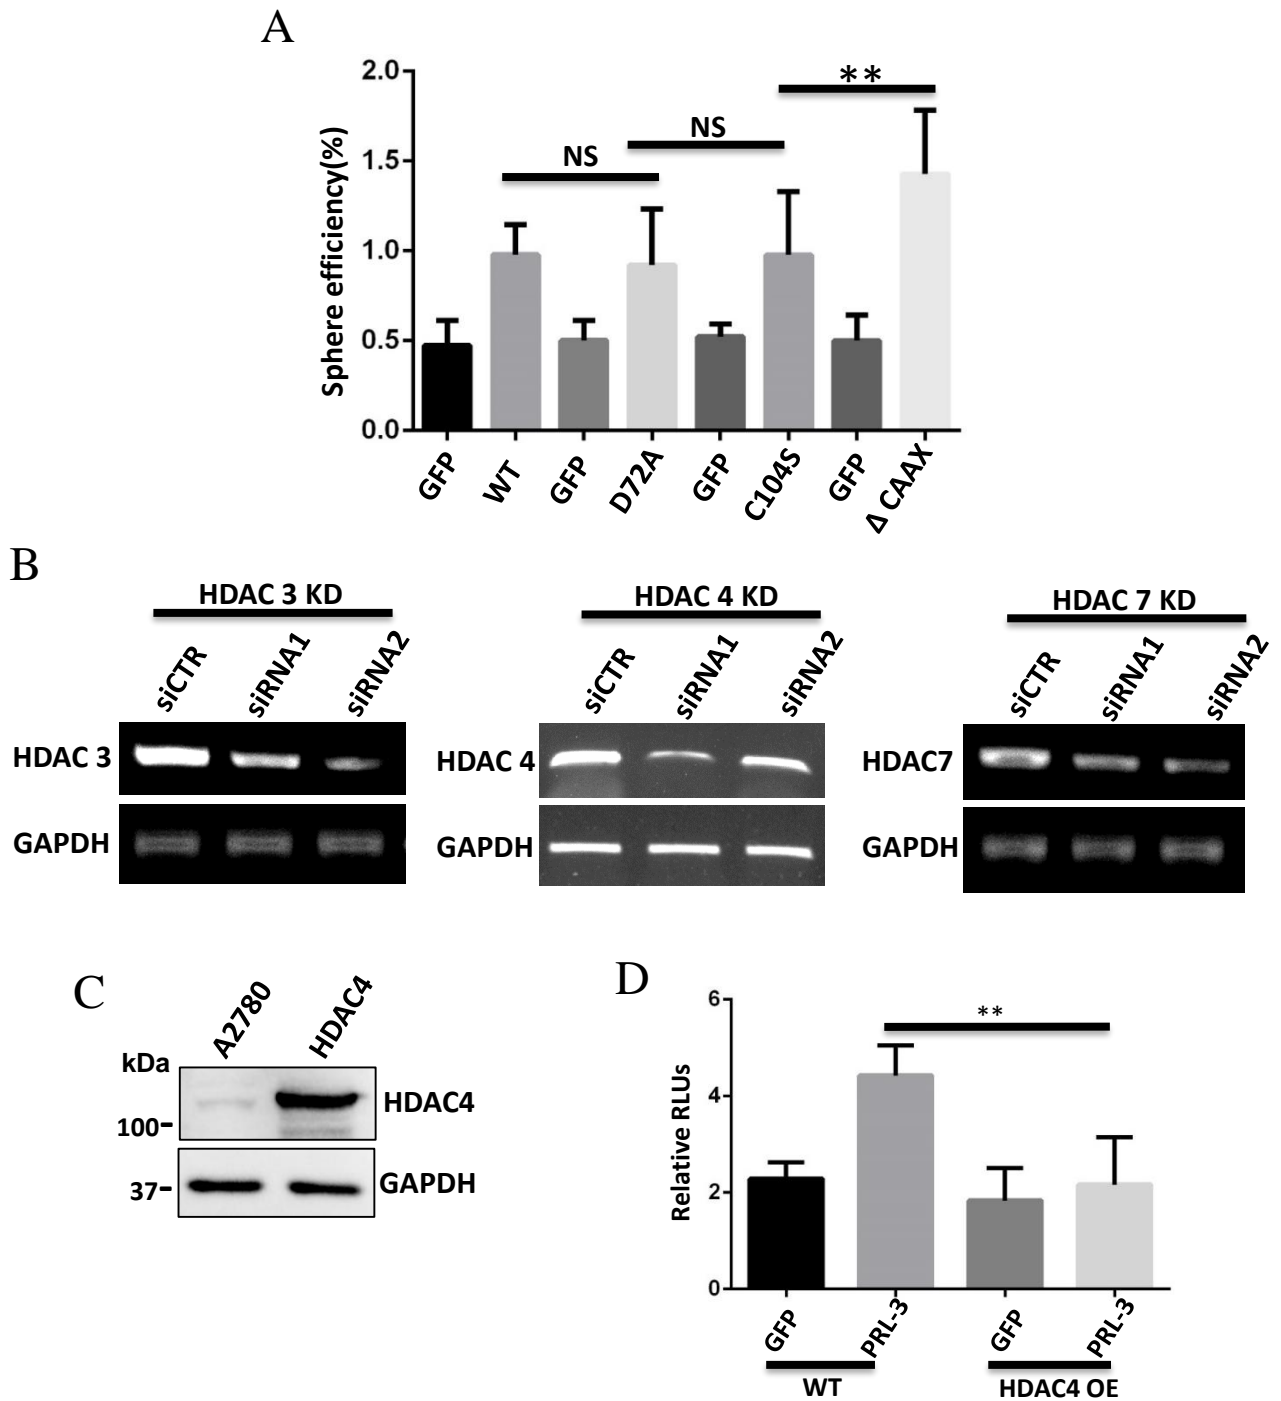 A
Sphere efficiency(%)
2.0
1.5
1.0
0.5
0.0
NS
NS
**
GFP
WT
GFP
D72A
GFP
C104S
GFP
Δ CAAX
B
HDAC 3 KD
siCTR
siRNA1
siRNA2
HDAC 3
GAPDH
HDAC 4 KD
siCTR
siRNA1
siRNA2
HDAC 4
GAPDH
HDAC 7 KD
siCTR
siRNA1
siRNA2
HDAC7
GAPDH
C
A2780
HDAC4
kDa
100
37
HDAC4
GAPDH
D
Relative RLUs
6
4
2
0
**
GFP
PRL-3
GFP
PRL-3
WT
HDAC4 OE